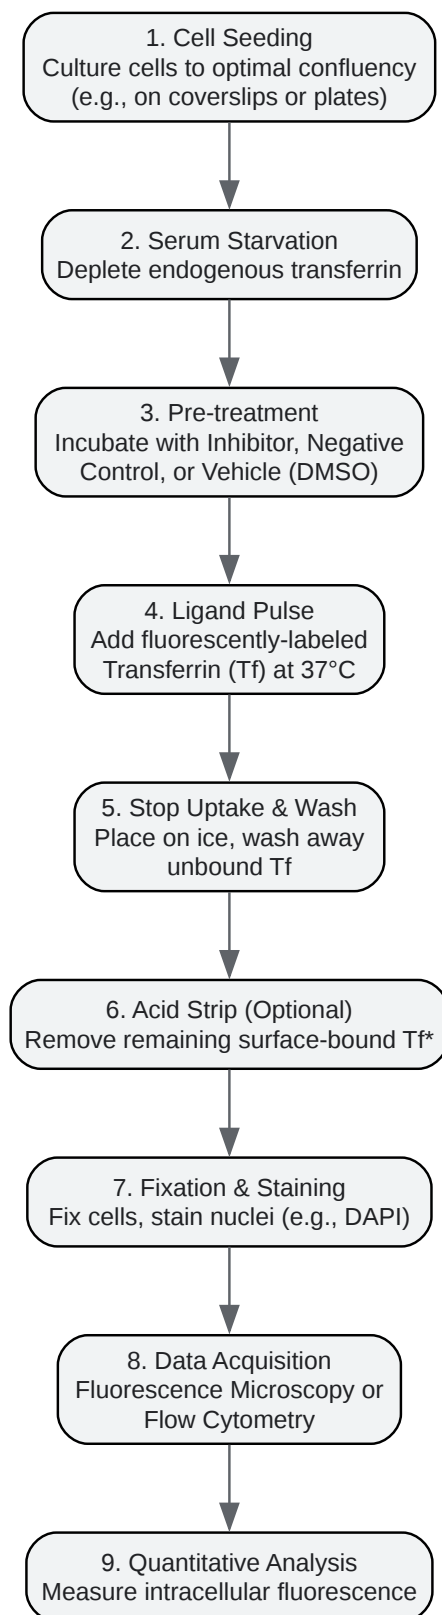 1. Cell Seeding
Culture cells to optimal confluency
(e.g., on coverslips or plates)
2. Serum Starvation
Deplete endogenous transferrin
3. Pre-treatment
Incubate with Inhibitor, Negative
Control, or Vehicle (DMSO)
4. Ligand Pulse
Add fluorescently-labeled
Transferrin (Tf) at 37°C
5. Stop Uptake & Wash
Place on ice, wash away
unbound Tf
6. Acid Strip (Optional)
Remove remaining surface-bound Tf*
7. Fixation & Staining
Fix cells, stain nuclei (e.g., DAPI)
8. Data Acquisition
Fluorescence Microscopy or
Flow Cytometry
9. Quantitative Analysis
Measure intracellular fluorescence